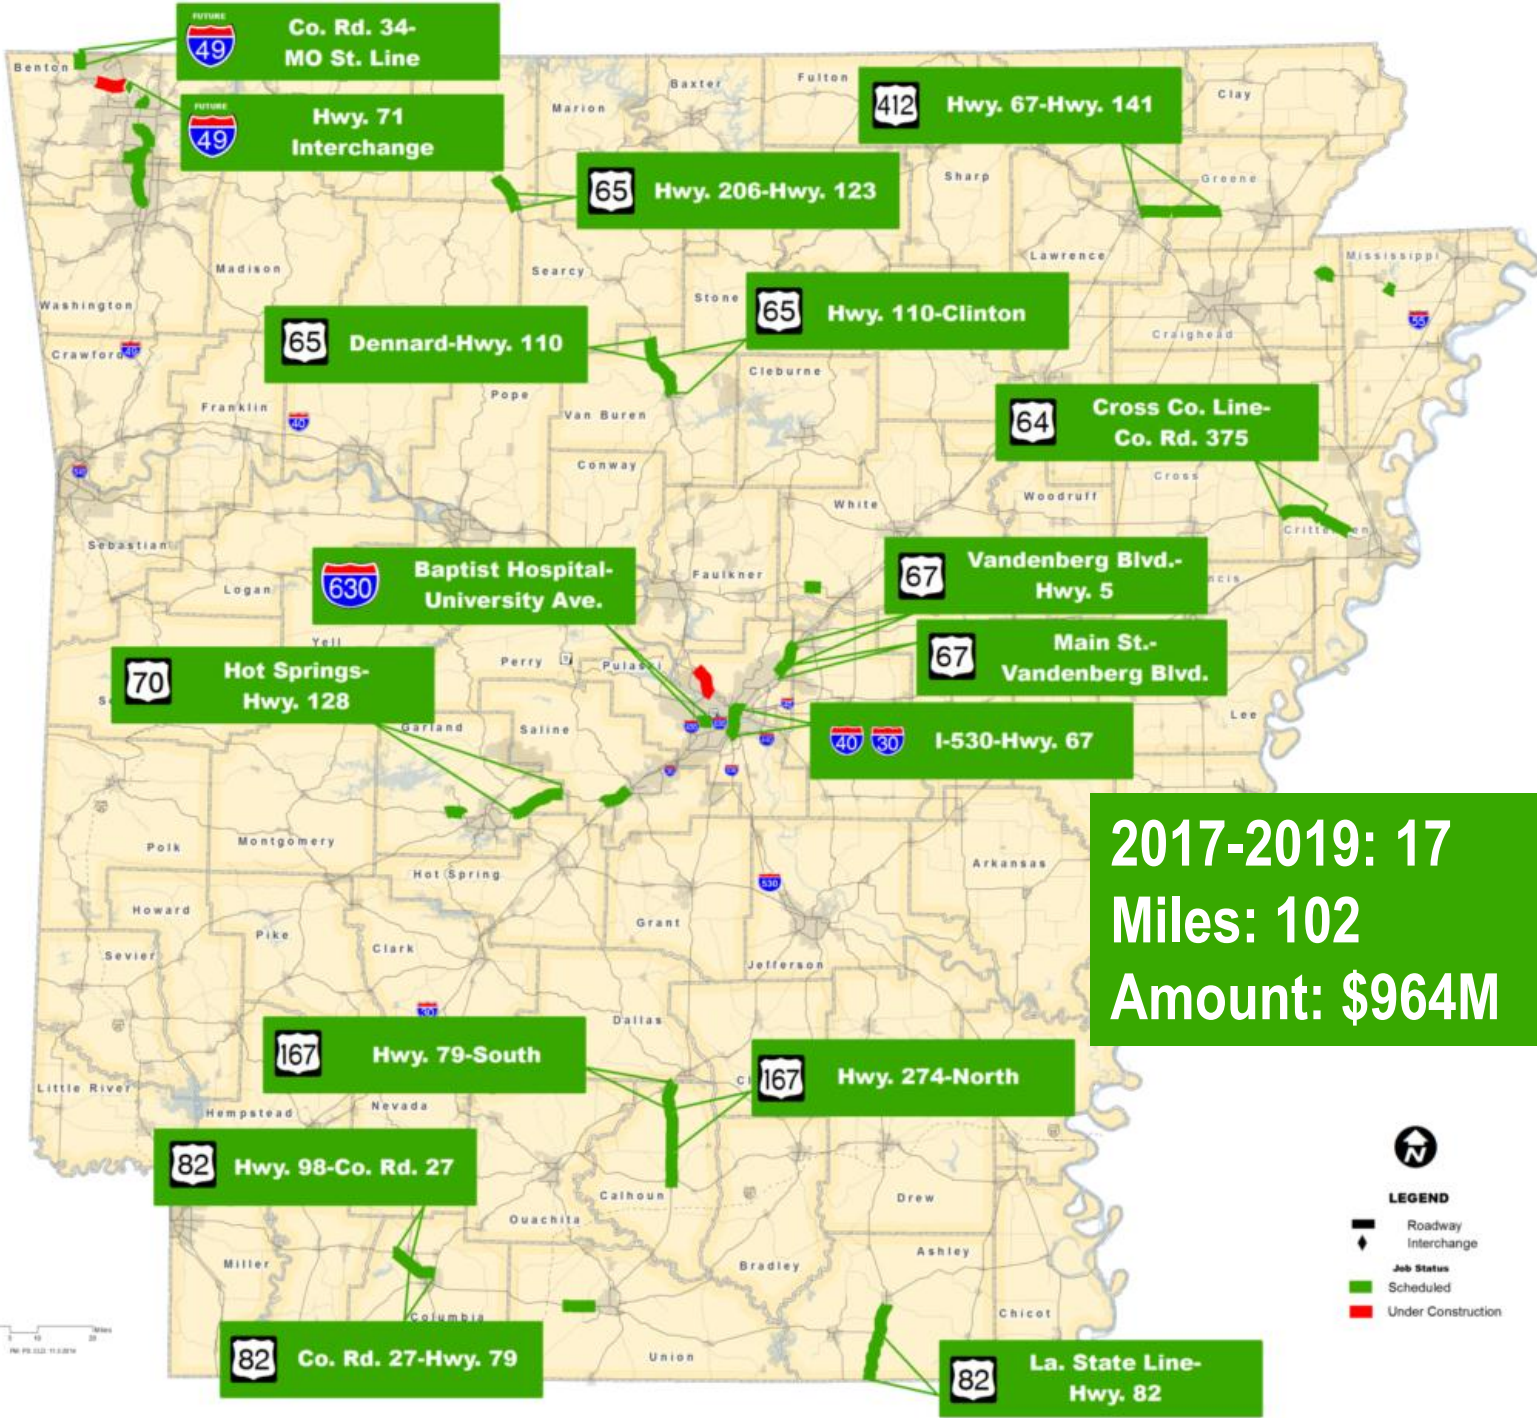 FUTURE
49
Co. Rd. 34-
MO St. Line
Benton
FUTURE
49
Hwy. 71
Interchange
Marion
Baxter
Fulton
Clay
412
Hwy. 67-Hwy. 141
65
Hwy. 206-Hwy. 123
Sharp
Greene
Madison
Searcy
Lawrence
Mississippi
Washington
Stone
65
Hwy. 110-Clinton
65
Dennard-Hwy. 110
55
Craighead
Crawford
49
Cleburne
Franklin
40
Pope
Van Buren
64
Cross Co. Line-
Co. Rd. 375
Conway
Cross
White
Woodruff
Sebastian
Logan
630
Baptist Hospital-
University Ave.
Faulkner
67
Vandenberg Blvd.-
Hwy. 5
ncis
Yell
Perry
Pulaski
67
Main St.-
Vandenberg Blvd.
70
Hot Springs-
Hwy. 128
Garland
Saline
Lee
40
30
I-530-Hwy. 67
Polk
Montgomery
Hot Spring
530
Arkansas
2017-2019: 17
Miles: 102
Amount: $964M
Howard
Pike
Clark
Grant
Sevier
Jefferson
30
Dallas
167
Hwy. 79-South
167
Hwy. 274-North
Little River
Hempstead
Nevada
82
Hwy. 98-Co. Rd. 27
Calhoun
Drew
Ouachita
Miller
Bradley
Ashley
Columbia
Chicot
82
Co. Rd. 27-Hwy. 79
Union
82
La. State Line-
Hwy. 82
N
LEGEND
Roadway
Interchange
Job Status
Scheduled
Under Construction